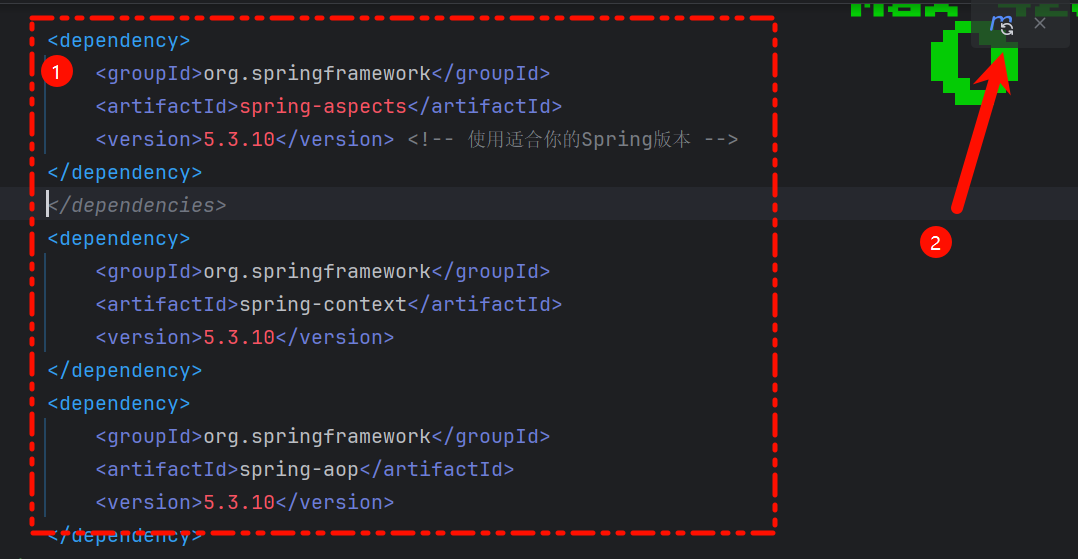 <dependency>
<groupId>org.springframework</groupId>
<artifactId>spring-aspects</artifactId>
<version>5.3.10</version> <!-- 使用适合你的Spring版本 -->
</dependency>
</dependencies>
<dependency>
<groupId>org.springframework</groupId>
<artifactId>spring-context</artifactId>
<version>5.3.10</version>
</dependency>
<dependency>
<groupId>org.springframework</groupId>
<artifactId>spring-aop</artifactId>
<version>5.3.10</version>
</dependency>
1
m
2